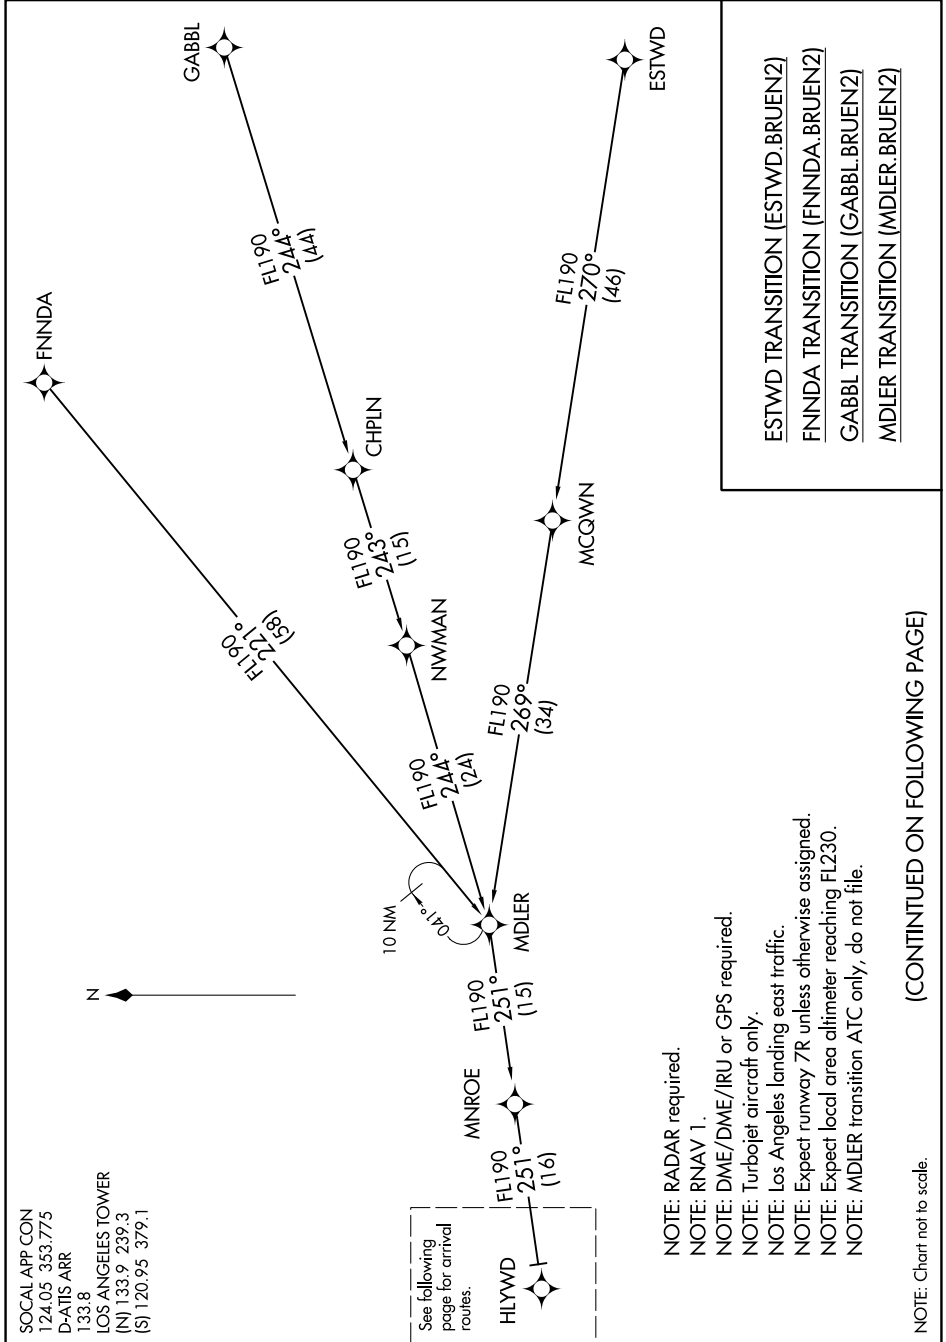 SOCAL APP CON
124.05 353.775
D-ATIS ARR
133.8
LOS ANGELES TOWER
(N) 133.9 239.3
(S) 120.95 379.1
N
FNNDA
GABBL
FL190
221°
(58)
FL190
244°
(44)
CHPLN
FL190
243°
(15)
NWMAN
FL190
244°
(24)
10 NM
041°
MDLER
FL190
269°
(34)
MCQWN
FL190
270°
(46)
ESTWD
FL190
251°
(15)
MNROE
FL190
251°
(16)
See following
page for arrival
routes.
HLYWD
NOTE: RADAR required.
NOTE: RNAV 1.
NOTE: DME/DME/IRU or GPS required.
NOTE: Turbojet aircraft only.
NOTE: Los Angeles landing east traffic.
NOTE: Expect runway 7R unless otherwise assigned.
NOTE: Expect local area altimeter reaching FL230.
NOTE: MDLER transition ATC only, do not file.
ESTWD TRANSITION (ESTWD.BRUEN2)
FNNDA TRANSITION (FNNDA.BRUEN2)
GABBL TRANSITION (GABBL.BRUEN2)
MDLER TRANSITION (MDLER.BRUEN2)
NOTE: Chart not to scale.
(CONTINTUED ON FOLLOWING PAGE)